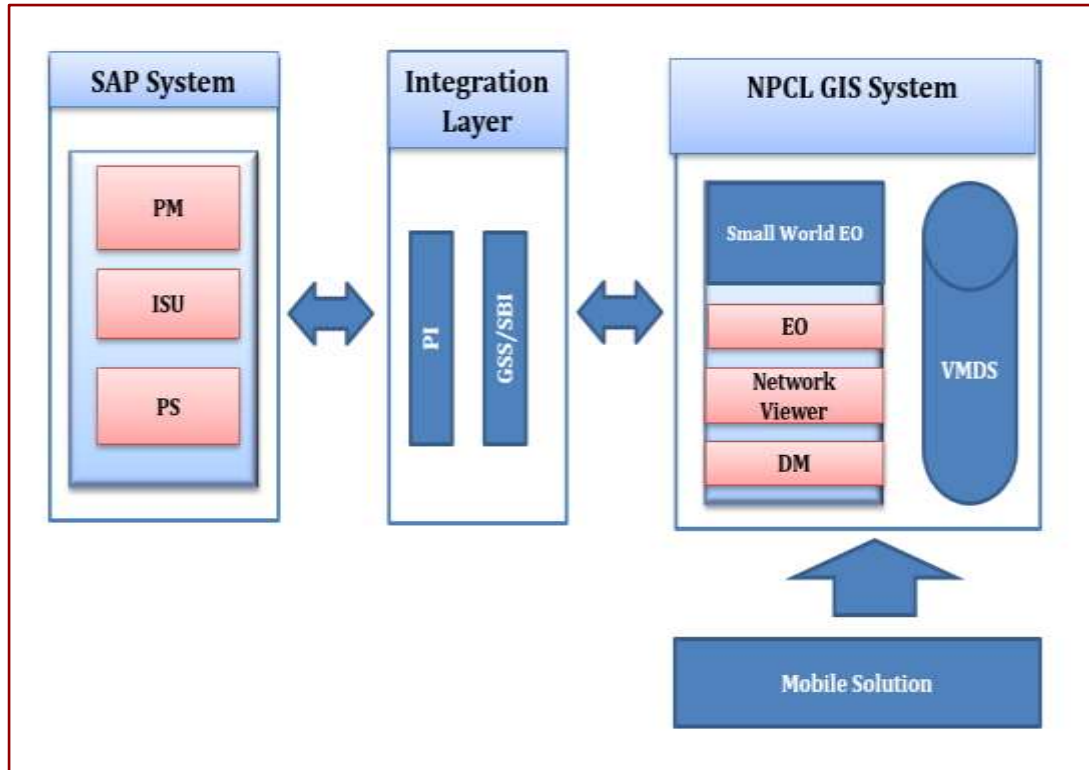 SAP System
PM
ISU
PS
Integration
Layer
PI
GSS/SBI
NPCL GIS System
Small World EO
EO
Network
Viewer
DM
VMDS
Mobile Solution